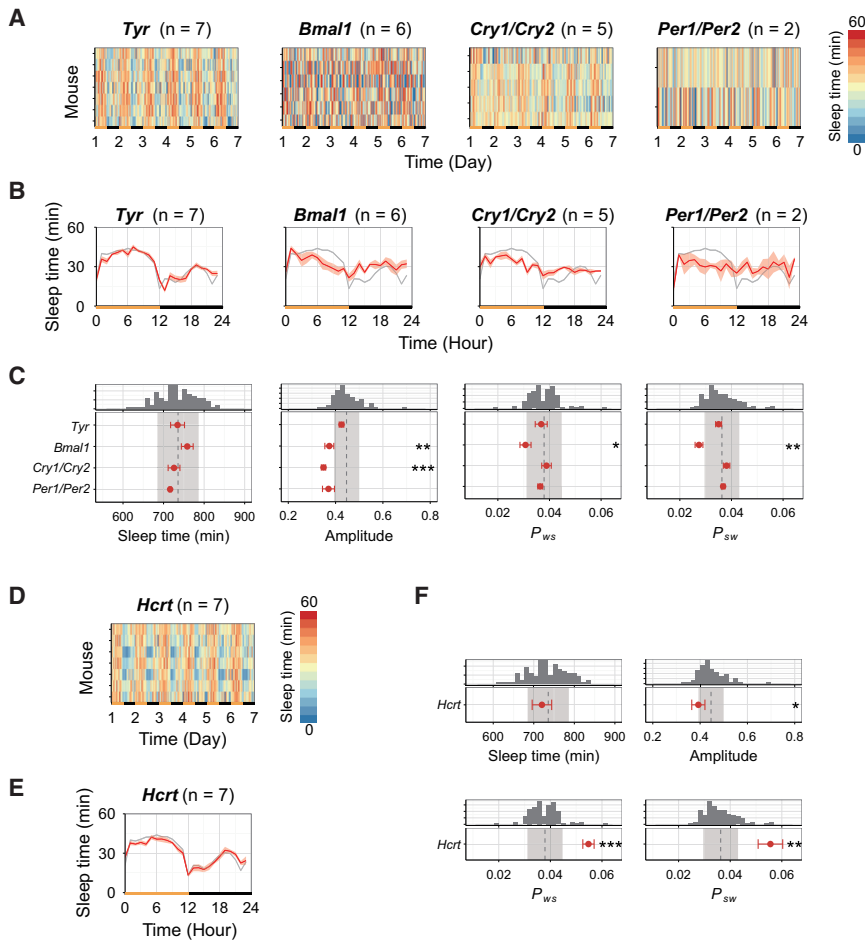 A
Tyr (n = 7)
Bmal1 (n = 6)
Cry1/Cry2 (n = 5)
Per1/Per2 (n = 2)
Mouse
1 2 3 4 5 6 7
1 2 3 4 5 6 7
1 2 3 4 5 6 7
1 2 3 4 5 6 7
Time (Day)
60
Sleep time (min)
0
B
Tyr (n = 7)
Bmal1 (n = 6)
Cry1/Cry2 (n = 5)
Per1/Per2 (n = 2)
Sleep time (min)
60
30
0
0 6 12 18 24
0 6 12 18 24
0 6 12 18 24
0 6 12 18 24
Time (Hour)
C
Tyr
Bmal1
Cry1/Cry2
Per1/Per2
** 
***
*
**
600 700 800 900
0.2 0.4 0.6 0.8
0.02 0.04 0.06
0.02 0.04 0.06
Sleep time (min)
Amplitude
Pws
Psw
D
Hcrt (n = 7)
Mouse
1 2 3 4 5 6 7
Time (Day)
60
Sleep time (min)
0
E
Hcrt (n = 7)
Sleep time (min)
60
30
0
0 6 12 18 24
Time (Hour)
F
Hcrt
*
600 700 800 900
0.2 0.4 0.6 0.8
Sleep time (min)
Amplitude
Hcrt
***
**
0.02 0.04 0.06
0.02 0.04 0.06
Pws
Psw